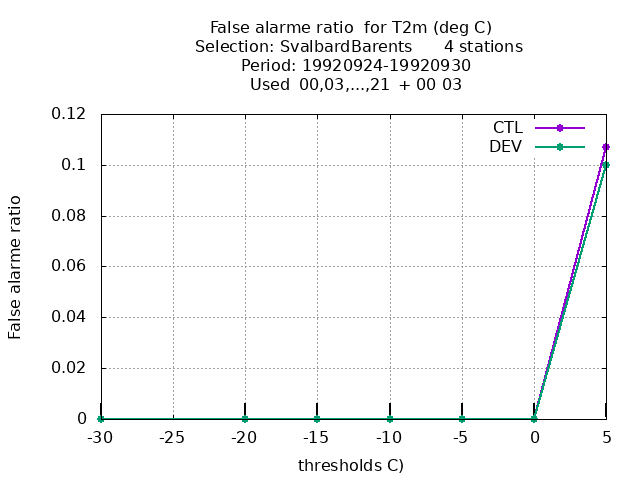 False alarme ratio  for T2m (deg C)
Selection: SvalbardBarents      4 stations
Period: 19920924-19920930
Used  00,03,...,21  + 00 03
CTL
DEV
0.12
0.1
0.08
0.06
0.04
0.02
0
False alarme ratio
-30 -25 -20 -15 -10 -5 0 5
thresholds C)